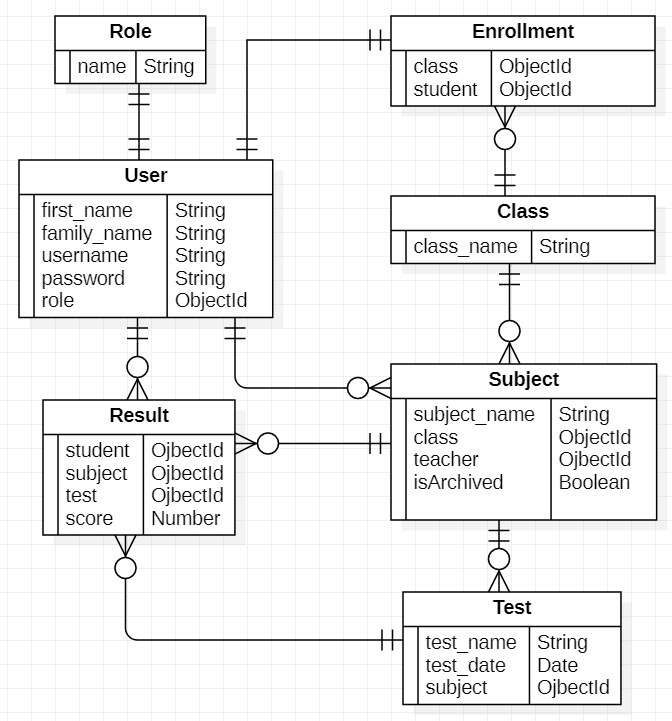 Role
name String
Enrollment
class ObjectId
student ObjectId
User
first_name String
family_name String
username String
password String
role ObjectId
Class
class_name String
Subject
subject_name String
class ObjectId
teacher OjbectId
isArchived Boolean
Result
student OjbectId
subject OjbectId
test OjbectId
score Number
Test
test_name String
test_date Date
subject OjbectId